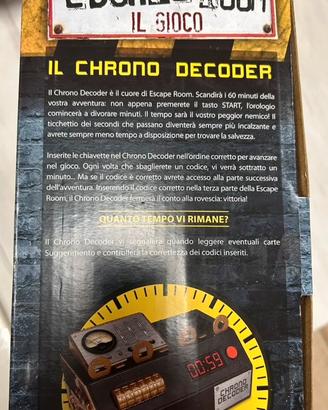 IL GIOCO
IL CHRONO DECODER
Il Chrono Decoder è il cuore di Escape Room. Scandirà i 60 minuti della
vostra avventura: non appena premerete il tasto START, l'orologio
comincerà a divorare minuti. Il tempo sarà il vostro peggior nemico! Il
ticchettio dei secondi che passano diventerà sempre più incalzante e
avrete sempre meno tempo a disposizione per trovare la salvezza.
Inserite le chiavette nel Chrono Decoder nell'ordine corretto per avanzare
nel gioco. Ogni volta che sbaglierete un codice, vi verrà sottratto un
minuto... Ma se il codice è corretto avrete accesso alla parte successiva
dell'avventura. Inserendo il codice corretto nella terza parte della Escape
Room, il Chrono Decoder fermerà il conto alla rovescia: vittoria!
QUANTO TEMPO VI RIMANE?
Il Chrono Decoder vi segnalerà quando leggere eventuali carte
Suggerimento e controllerà la correttezza dei codici inseriti.
00:59
CHRONO
DECODER